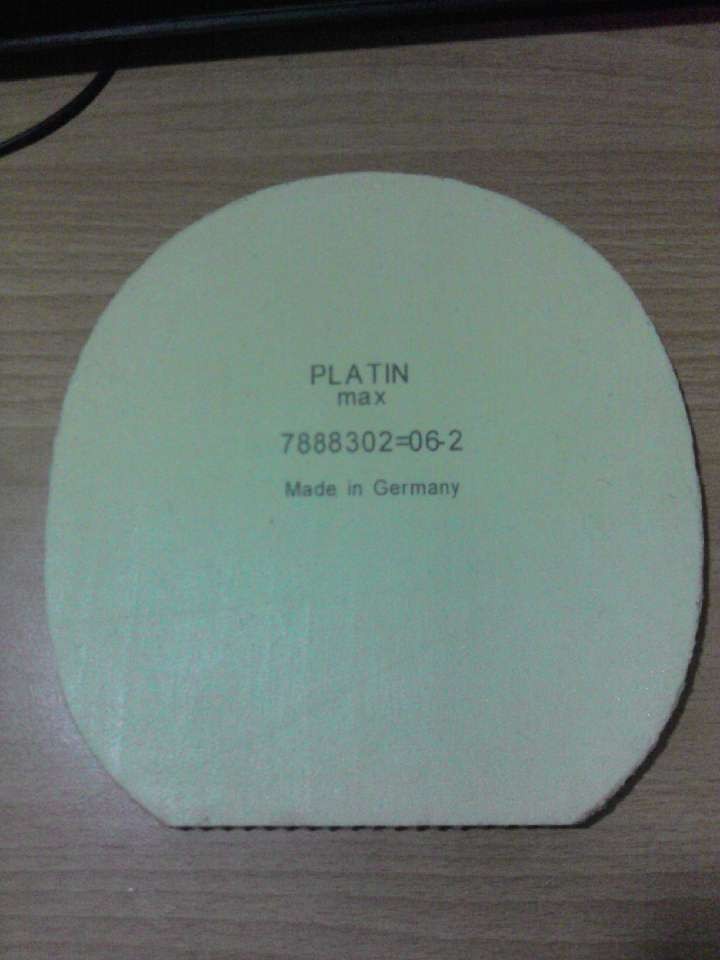 PLATIN
max
7888302=06-2
Made in Germany